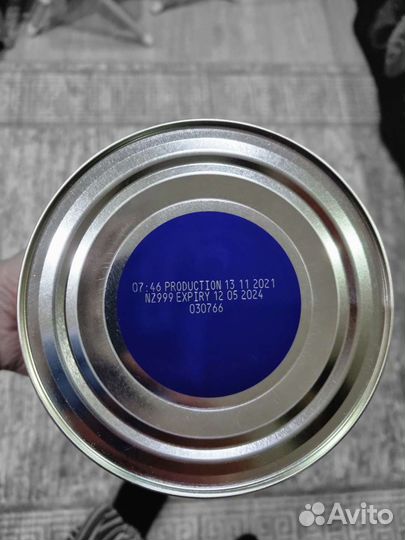 07:46 PRODUCTION 13 11 2021
NZ999 EXPIRY 12 05 2024
030766
Avito